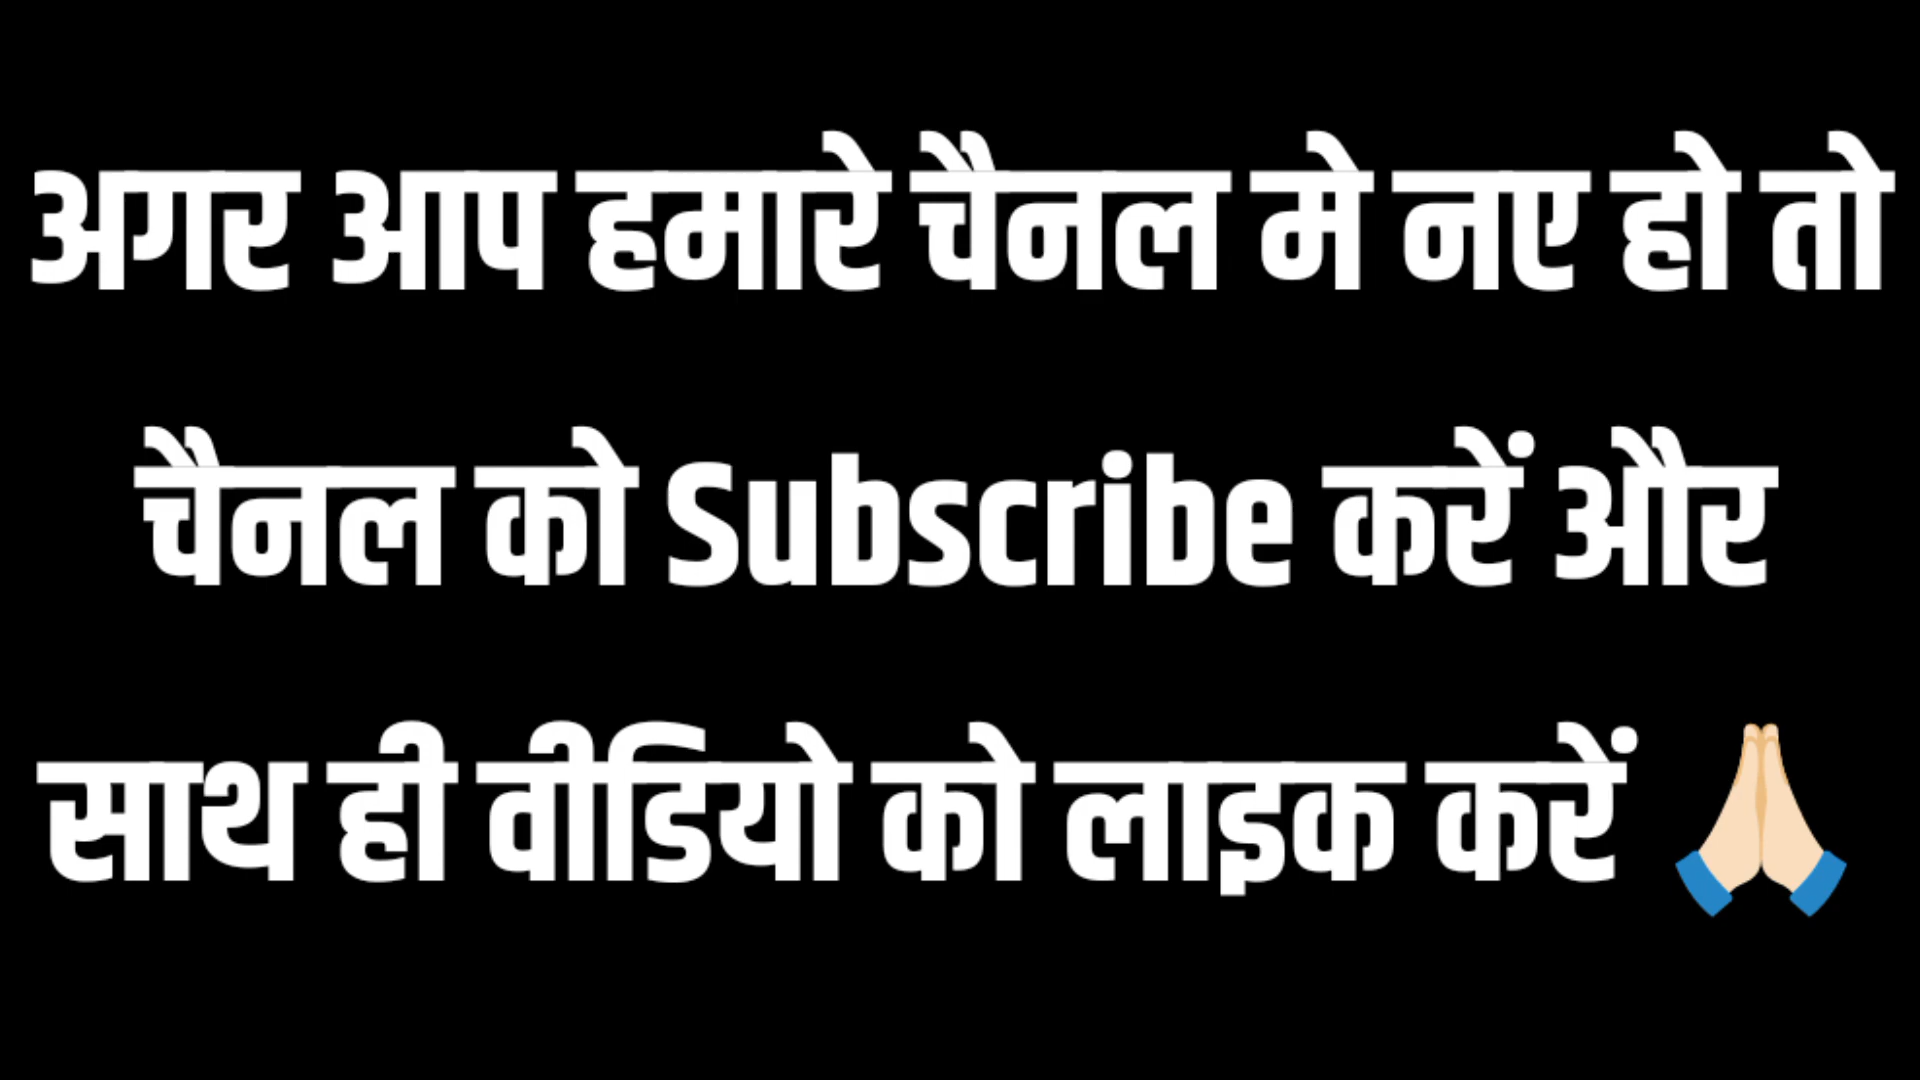 अगर आप हमारे चैनल मे नए हो तो
चैनल को Subscribe करें और
साथ ही वीडियो को लाइक करें 🙏🏻